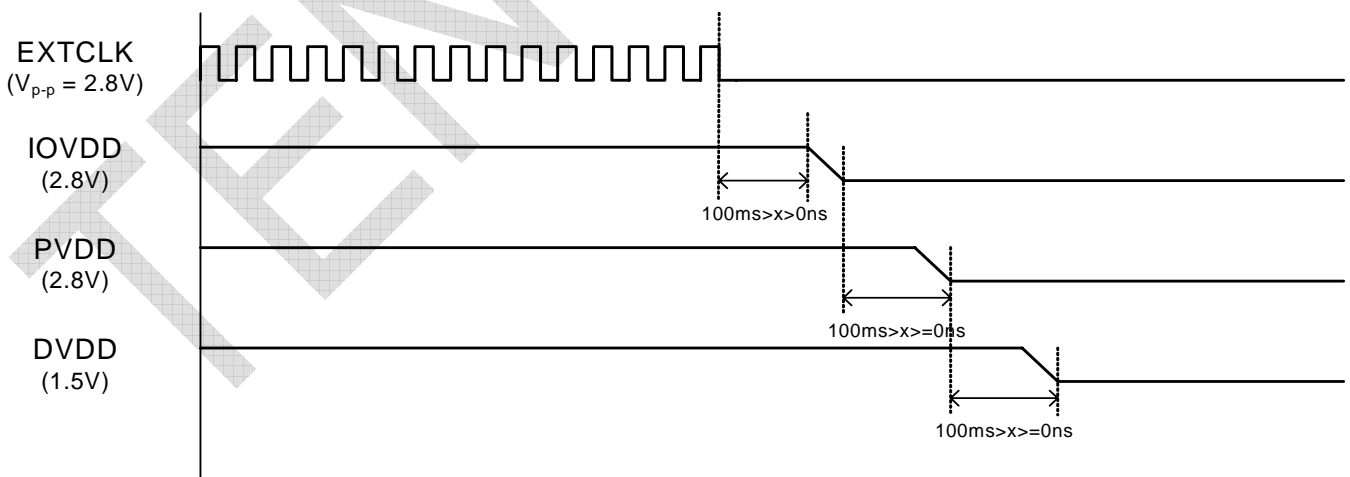 EXTCLK
(Vp-p = 2.8V)
IOVDD
(2.8V)
100ms>x>0ns
PVDD
(2.8V)
100ms>x>=0ns
DVDD
(1.5V)
100ms>x>=0ns
TEN